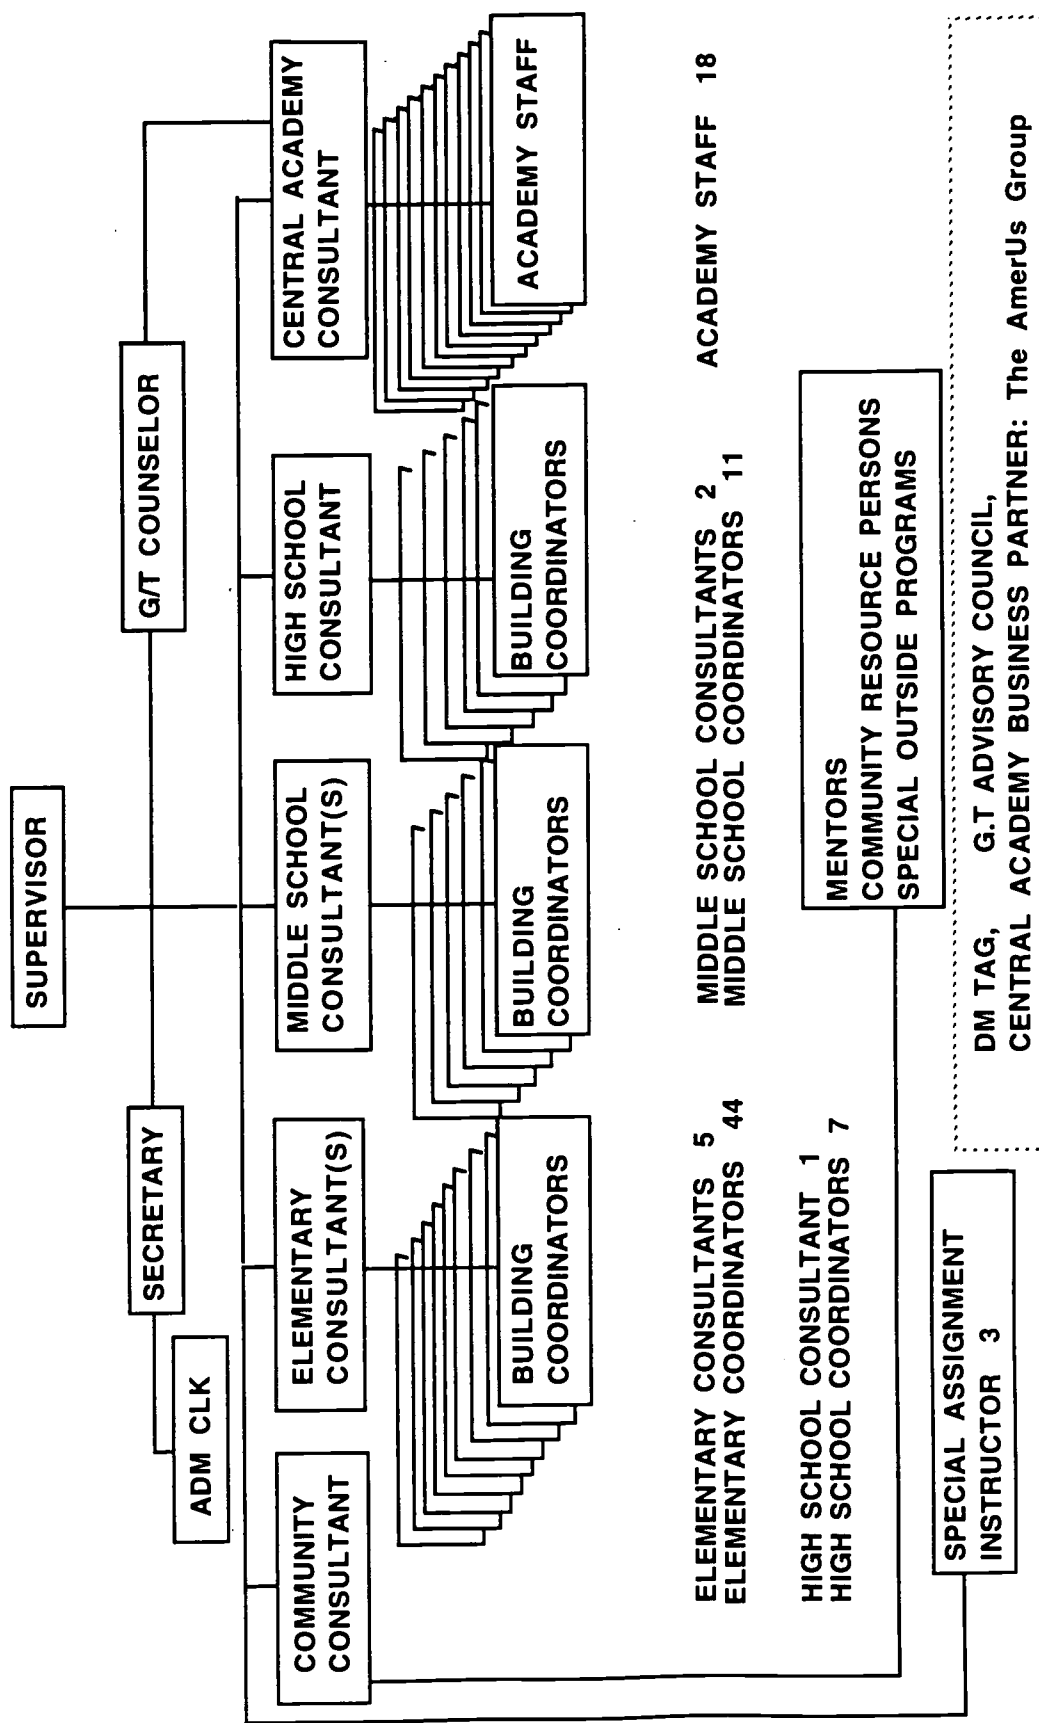 SUPERVISOR
SECRETARY
G/T COUNSELOR
ADM CLK
COMMUNITY
CONSULTANT
ELEMENTARY
CONSULTANT(S)
MIDDLE SCHOOL
CONSULTANT(S)
HIGH SCHOOL
CONSULTANT
CENTRAL ACADEMY
CONSULTANT
BUILDING
COORDINATORS
BUILDING
COORDINATORS
BUILDING
COORDINATORS
ACADEMY STAFF
ELEMENTARY CONSULTANTS 5
ELEMENTARY COORDINATORS 44
MIDDLE SCHOOL CONSULTANTS 2
MIDDLE SCHOOL COORDINATORS 11
ACADEMY STAFF 18
HIGH SCHOOL CONSULTANT 1
HIGH SCHOOL COORDINATORS 7
MENTORS
COMMUNITY RESOURCE PERSONS
SPECIAL OUTSIDE PROGRAMS
SPECIAL ASSIGNMENT
INSTRUCTOR 3
DM TAG, G.T ADVISORY COUNCIL,
CENTRAL ACADEMY BUSINESS PARTNER: The AmerUs Group